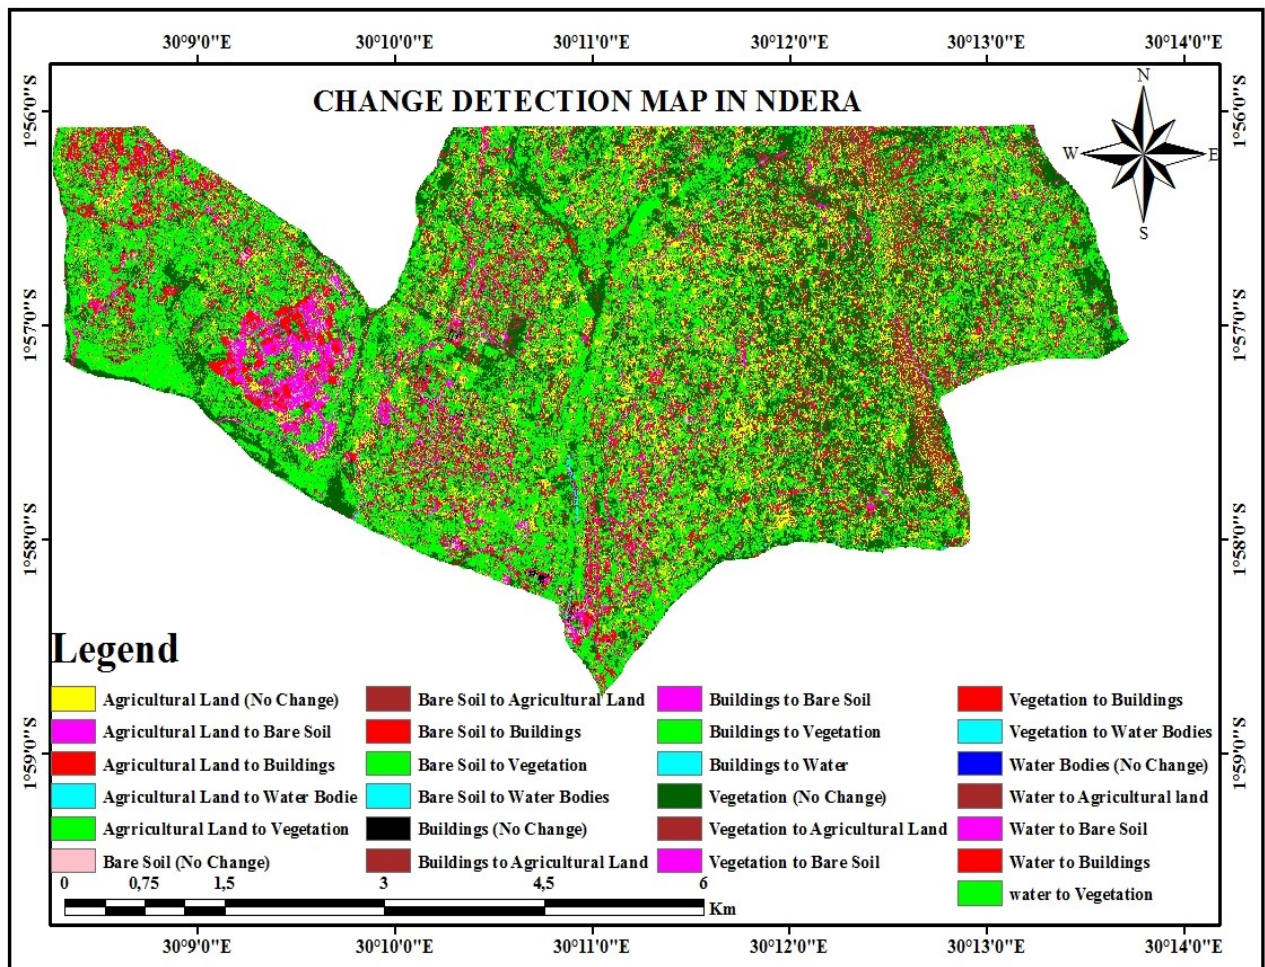 30°9'0"E 30°10'0"E 30°11'0"E 30°12'0"E 30°13'0"E 30°14'0"E
CHANGE DETECTION MAP IN NDERA
N
W E
S
1°56'0"S 1°56'0"S
1°57'0"S 1°57'0"S
1°58'0"S 1°58'0"S
1°59'0"S 1°59'0"S
Legend
Agricultural Land (No Change)
Agricultural Land to Bare Soil
Agricultural Land to Buildings
Agricultural Land to Water Bodie
Agrricultural Land to Vegetation
Bare Soil (No Change)
Bare Soil to Agricultural Land
Bare Soil to Buildings
Bare Soil to Vegetation
Bare Soil to Water Bodies
Buildings (No Change)
Buildings to Agricultural Land
Buildings to Bare Soil
Buildings to Vegetation
Buildings to Water
Vegetation (No Change)
Vegetation to Agricultural Land
Vegetation to Bare Soil
Vegetation to Buildings
Vegetation to Water Bodies
Water Bodies (No Change)
Water to Agricultural land
Water to Bare Soil
Water to Buildings
water to Vegetation
0 0,75 1,5 3 4,5 6
Km
30°9'0"E 30°10'0"E 30°11'0"E 30°12'0"E 30°13'0"E 30°14'0"E